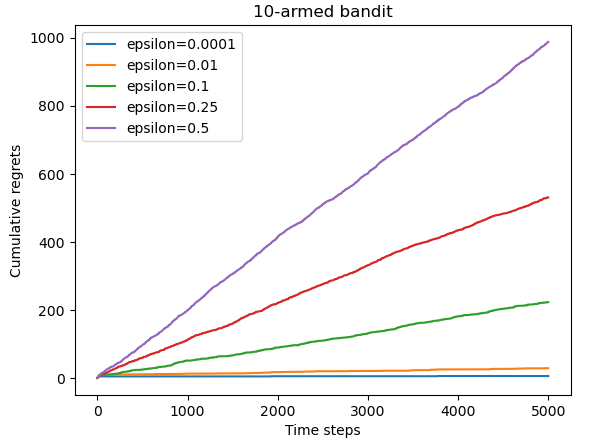 10-armed bandit
epsilon=0.0001
epsilon=0.01
epsilon=0.1
epsilon=0.25
epsilon=0.5
Cumulative regrets
1000
800
600
400
200
0
0 1000 2000 3000 4000 5000
Time steps